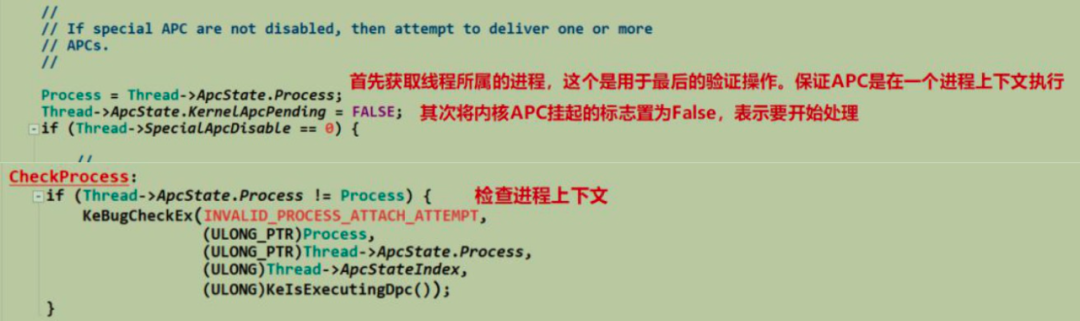 //
// If special APC are not disabled, then attempt to deliver one or more
// APCs.
//
首先获取线程所属的进程，这个是用于最后的验证操作。保证APC是在一个进程上下文执行
Process = Thread->ApcState.Process;
Thread->ApcState.KernelApcPending = FALSE; 其次将内核APC挂起的标志置为False，表示要开始处理
if (Thread->SpecialApcDisable == 0) {
//
CheckProcess:
if (Thread->ApcState.Process != Process) { 检查进程上下文
KeBugCheckEx(INVALID_PROCESS_ATTACH_ATTEMPT,
(ULONG_PTR)Process,
(ULONG_PTR)Thread->ApcState.Process,
(ULONG)Thread->ApcStateIndex,
(ULONG)KeIsExecutingDpc());
}